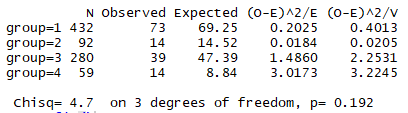 N Observed Expected (O-E)^2/E (O-E)^2/V
group=1 432 73 69.25 0.2025 0.4013
group=2 92 14 14.52 0.0184 0.0205
group=3 280 39 47.39 1.4860 2.2531
group=4 59 14 8.84 3.0173 3.2245
Chisq= 4.7 on 3 degrees of freedom, p= 0.192